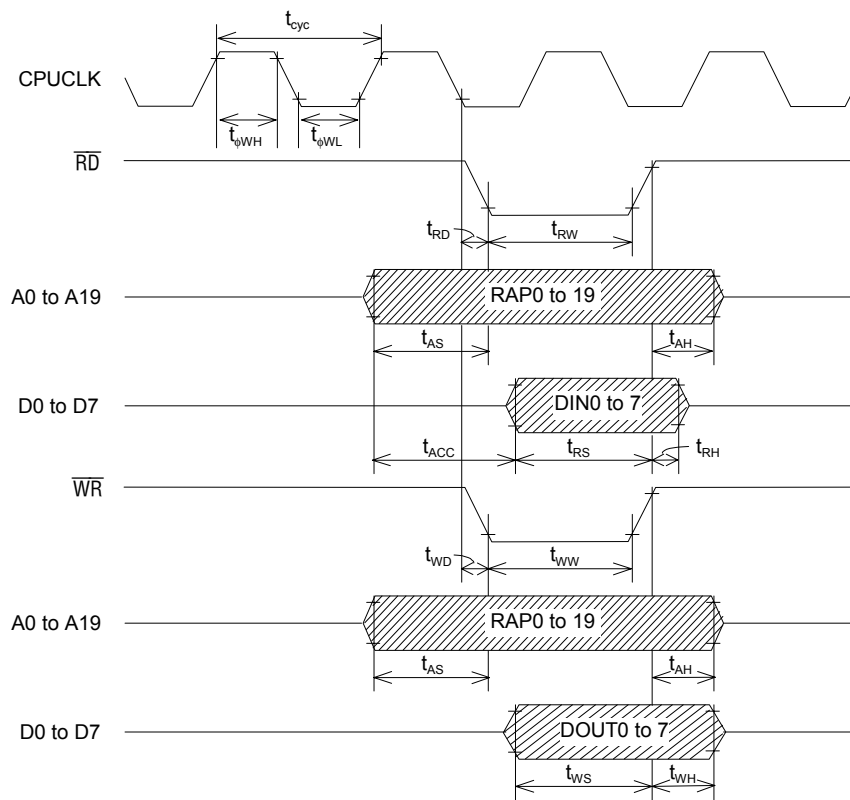 tcyc
CPUCLK
tφWH tφWL
RD
tRD tRW
A0 to A19 RAP0 to 19
tAS tAH
D0 to D7 DIN0 to 7
tACC tRS tRH
WR
tWD tWW
A0 to A19 RAP0 to 19
tAS tAH
D0 to D7 DOUT0 to 7
tWS tWH